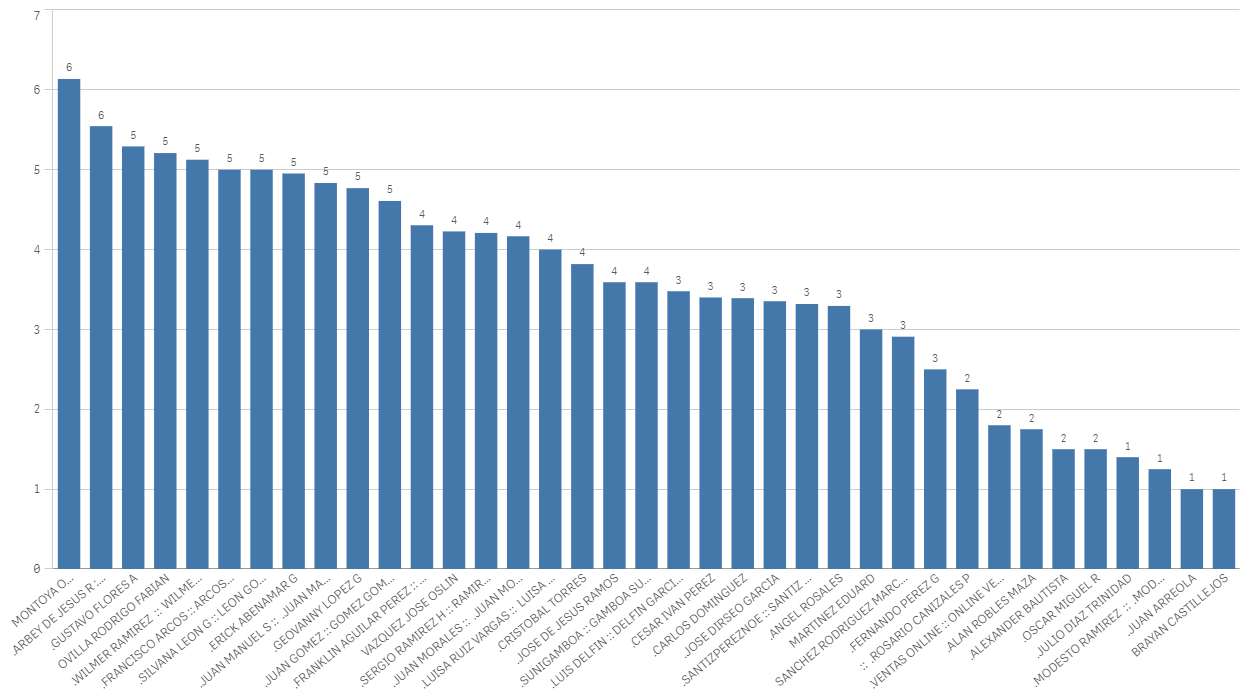 7
6
5
4
3
2
1
0
6
6
5
5
5
5
5
5
5
5
5
4
4
4
4
4
4
4
4
3
3
3
3
3
3
3
3
3
2
2
2
2
2
1
1
1
1
MONTOYA O...
.ARREY DE JESUS R :...
.GUSTAVO FLORES A
OVILLA RODRIGO FABIAN
.WILMER RAMIREZ :: WILME...
.FRANCISCO ARCOS :: ARCOS...
.SILVANA LEON G :: LEON GO...
.ERICK ABENAMAR G
.JUAN MANUEL S :: .JUAN MA...
.GEOVANNY LOPEZ G
.JUAN GOMEZ :: GOMEZ GOM...
.FRANKLIN AGUILAR PEREZ ::...
VAZQUEZ JOSE OSLIN
.SERGIO RAMIREZ H :: RAMIR...
.JUAN MORALES :: JUAN MO...
.LUISA RUIZ VARGAS :: LUISA ...
.CRISTOBAL TORRES
.JOSE DE JESUS RAMOS
.SUNIGAMBOA :: GAMBOA SU...
.LUIS DELFIN :: DELFIN GARCI...
.CESAR IVAN PEREZ
.CARLOS DOMINGUEZ
.JOSE DIRSEO GARCIA
.SANTIZPEREZNOE :: SANTIZ ...
.ANGEL ROSALES
MARTINEZ EDUARD
SANCHEZ RODRIGUEZ MARC...
.FERNANDO PEREZ G
:: .ROSARIO CANIZALES P
.VENTAS ONLINE :: ONLINE VE...
.ALAN ROBLES MAZA
.ALEXANDER BAUTISTA
.OSCAR MIGUEL R
.JULIO DIAZ TRINIDAD
.MODESTO RAMIREZ :: .MOD...
.JUAN ARREOLA
BRAYAN CASTILLEJOS